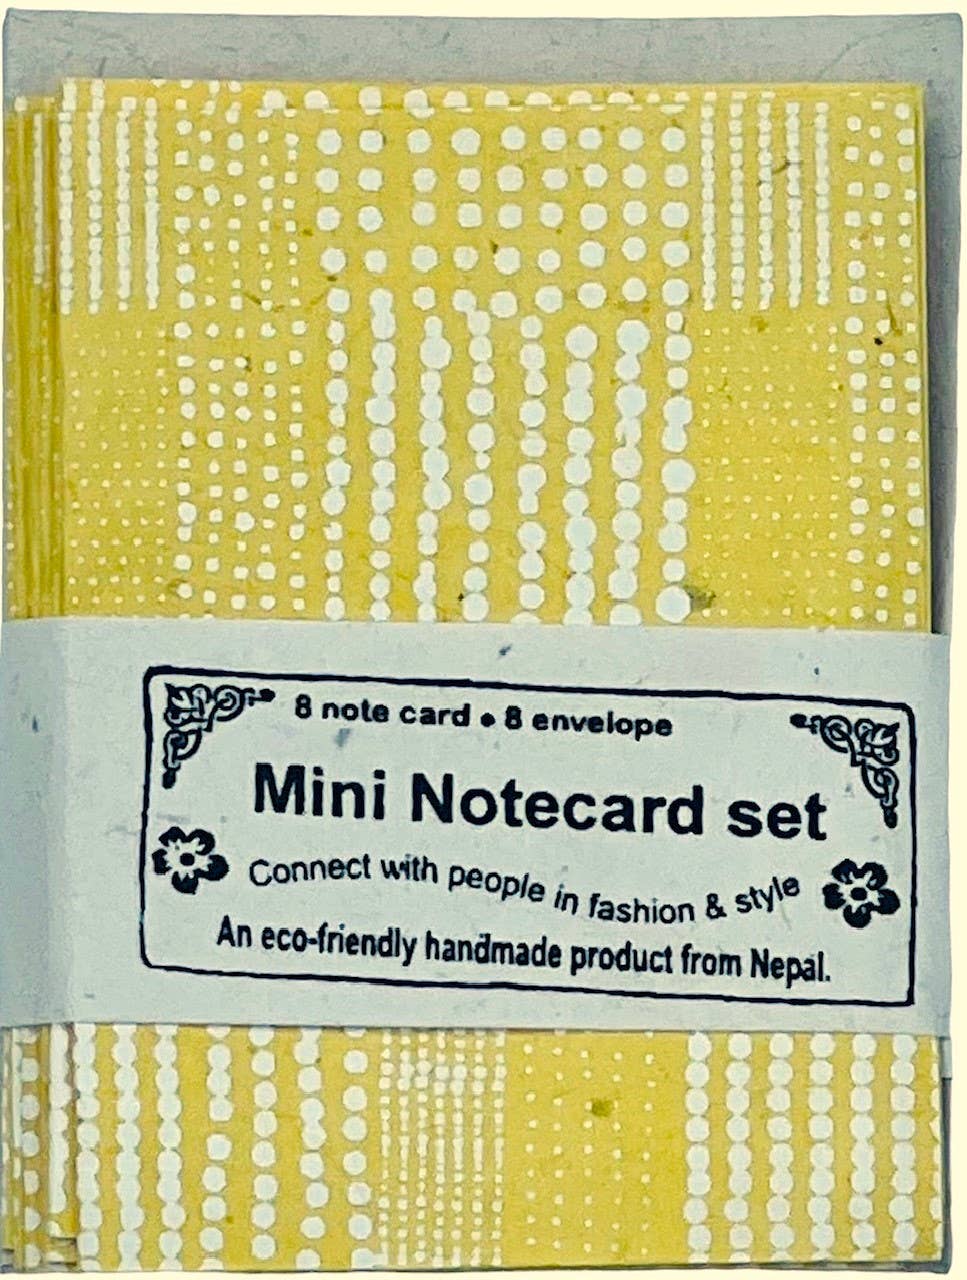 8 note card • 8 envelope
Mini Notecard set
Connect with people in fashion & style
An eco-friendly handmade product from Nepal.